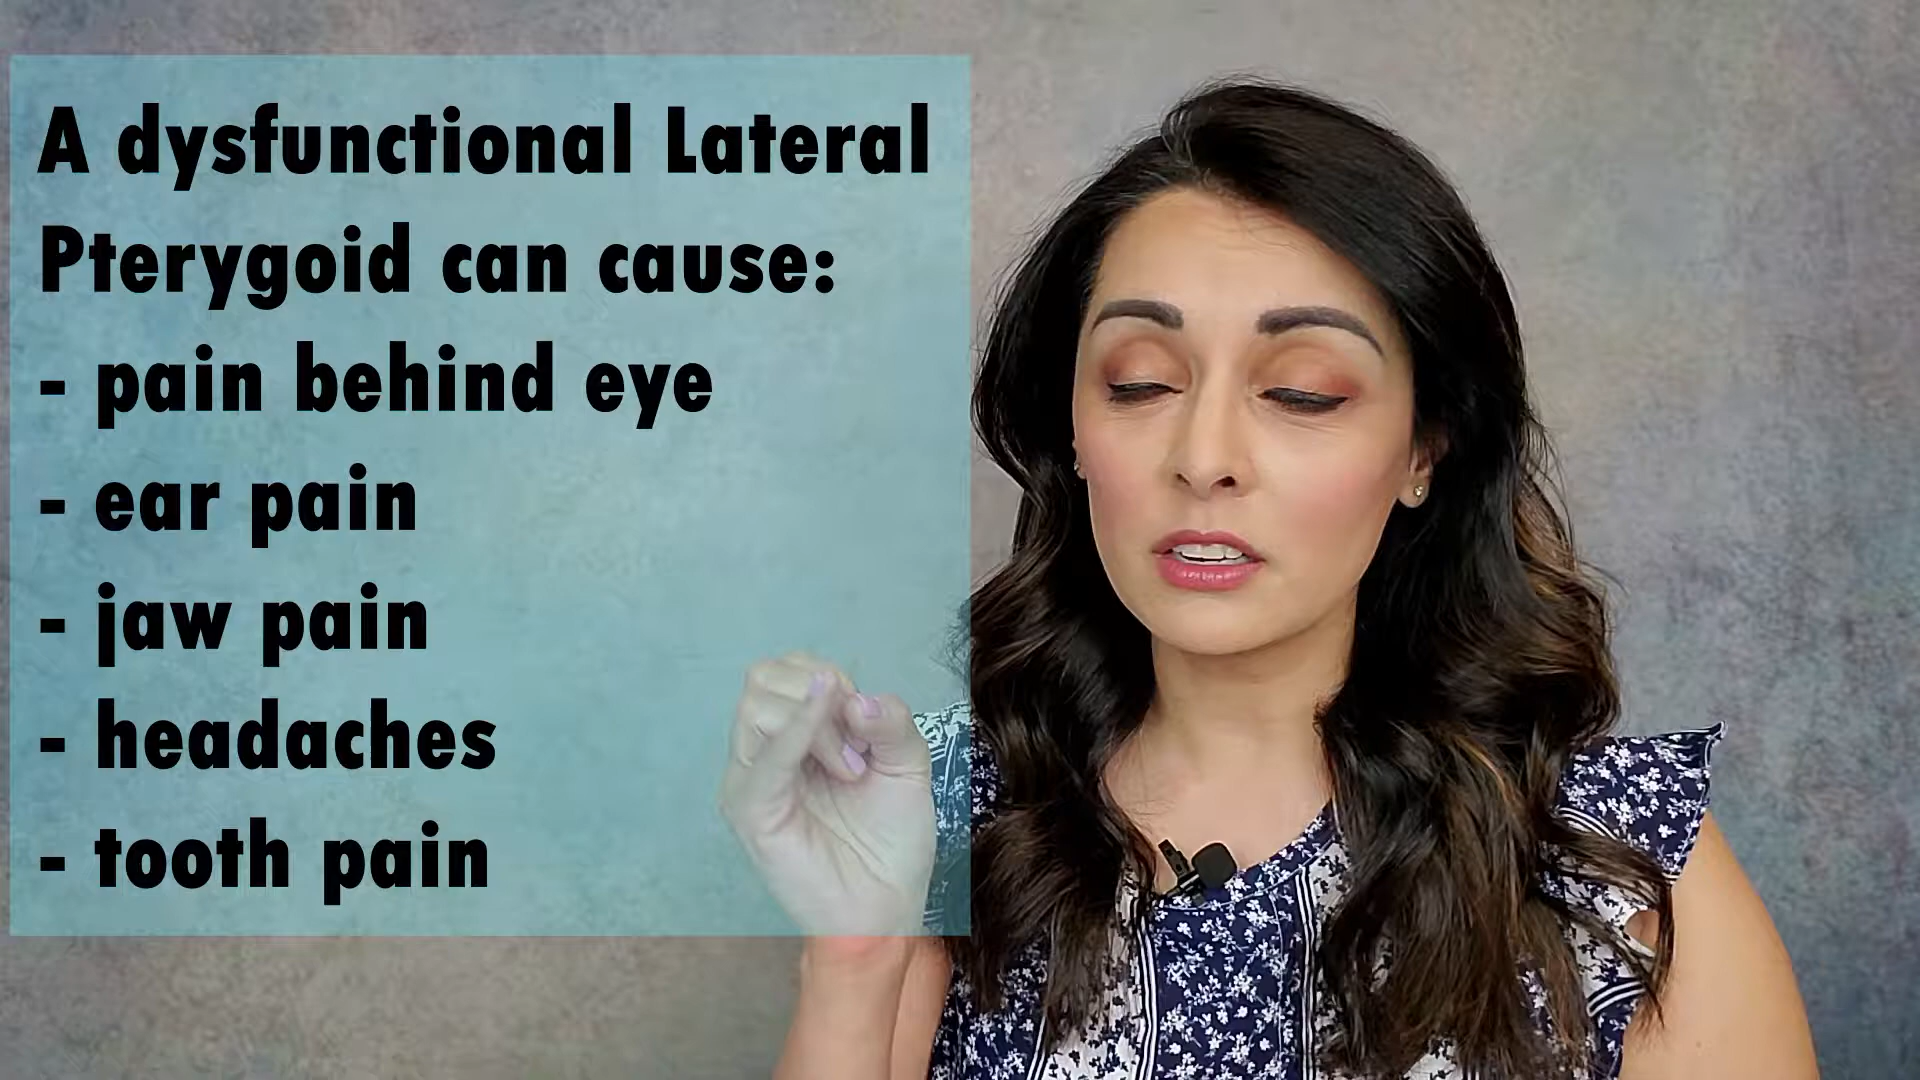 A dysfunctional Lateral
Pterygoid can cause:
- pain behind eye
- ear pain
- jaw pain
- headaches
- tooth pain